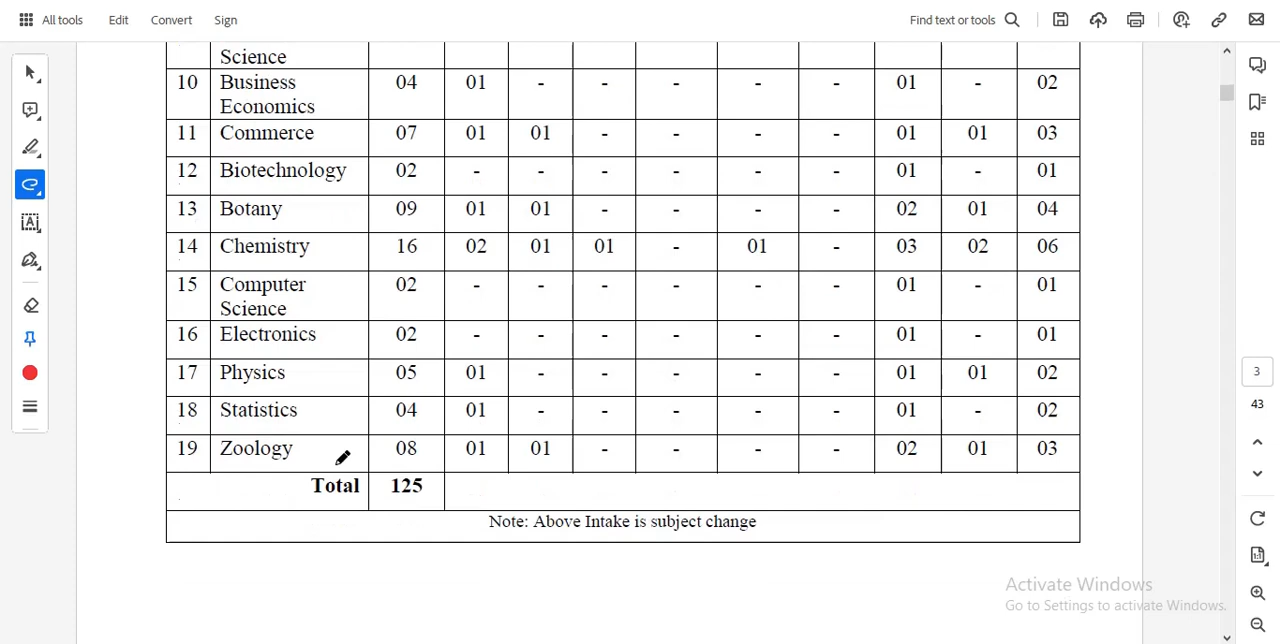 All tools Edit Convert Sign Find text or tools
Science
10 Business 04 01 - - - - - 01 - 02
Economics
11 Commerce 07 01 01 - - - - 01 01 03
12 Biotechnology 02 - - - - - - 01 - 01
13 Botany 09 01 01 - - - - 02 01 04
14 Chemistry 16 02 01 01 - 01 - 03 02 06
15 Computer 02 - - - - - - 01 - 01
Science
16 Electronics 02 - - - - - - 01 - 01
17 Physics 05 01 - - - - - 01 01 02
18 Statistics 04 01 - - - - - 01 - 02
19 Zoology 08 01 01 - - - - 02 01 03
Total 125
Note: Above Intake is subject change
3
43
Activate Windows
Go to Settings to activate Windows.